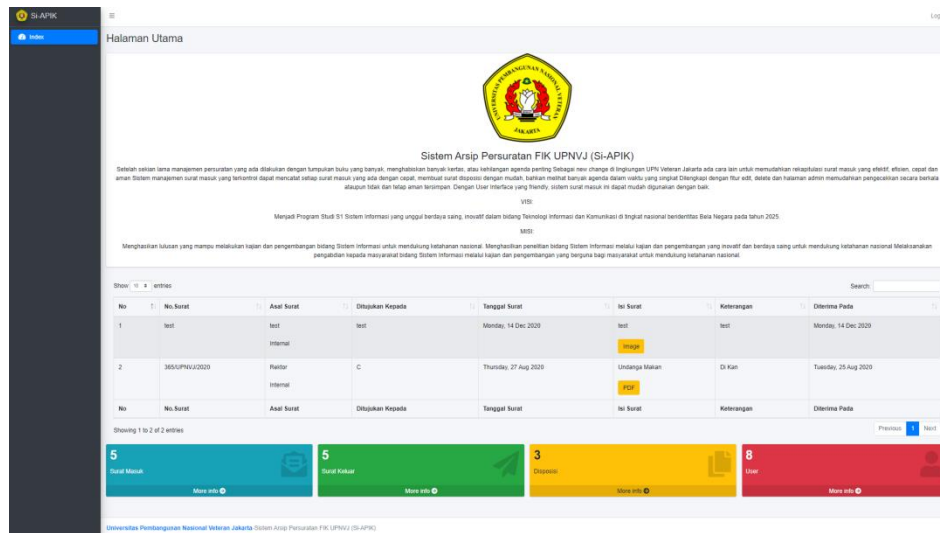 Si-APIK
Log
Index
Halaman Utama
UNIVERSITAS PEMBANGUNAN NASIONAL VETERAN
JAKARTA
Sistem Arsip Persuratan FIK UPNVJ (Si-APIK)
Setelah sekian lama manajemen persuratan yang ada dilakukan dengan tumpukan buku yang banyak, menghabiskan banyak kertas, atau kehilangan agenda penting Sebagai new change di lingkungan UPN Veteran Jakarta ada cara lain untuk memudahkan rekapitulasi surat masuk yang efektif, efisien, cepat dan
aman Sistem manajemen surat masuk yang terkontrol dapat mencatat setiap surat masuk yang ada dengan cepat, membuat surat disposisi dengan mudah, bahkan melihat banyak agenda dalam waktu yang singkat Dilengkapi dengan fitur edit, delete dan halaman admin memudahkan pengecekkan secara berkala
ataupun tidak dan tetap aman tersimpan. Dengan User Interface yang friendly, sistem surat masuk ini dapat mudah digunakan dengan baik.
VISI:
Menjadi Program Studi S1 Sistem Informasi yang unggul berdaya saing, inovatif dalam bidang Teknologi Informasi dan Komunikasi di tingkat nasional beridentitas Bela Negara pada tahun 2025.
MISI:
Menghasilkan lulusan yang mampu melakukan kajian dan pengembangan bidang Sistem Informasi untuk mendukung ketahanan nasional. Menghasilkan penelitian bidang Sistem Informasi melalui kajian dan pengembangan yang inovatif dan berdaya saing untuk mendukung ketahanan nasional Melaksanakan
pengabdian kepada masyarakat bidang Sistem Informasi melalui kajian dan pengembangan yang berguna bagi masyarakat untuk mendukung ketahanan nasional
Show 10 entries
Search:
No No.Surat Asal Surat Ditujukan Kepada Tanggal Surat Isi Surat Keterangan Diterima Pada
1 test test test Monday, 14 Dec 2020 test test Monday, 14 Dec 2020
Internal
Image
2 365/UPNVJ/2020 Rektor C Thursday, 27 Aug 2020 Undanga Makan Di Kan Tuesday, 25 Aug 2020
Internal
PDF
No No.Surat Asal Surat Ditujukan Kepada Tanggal Surat Isi Surat Keterangan Diterima Pada
Showing 1 to 2 of 2 entries
Previous 1 Next
5 5 3 8
Surat Masuk Surat Keluar Disposisi User
More info More info More info More info
Universitas Pembangunan Nasional Veteran Jakarta Sistem Arsip Persuratan FIK UPNVJ (Si-APIK)